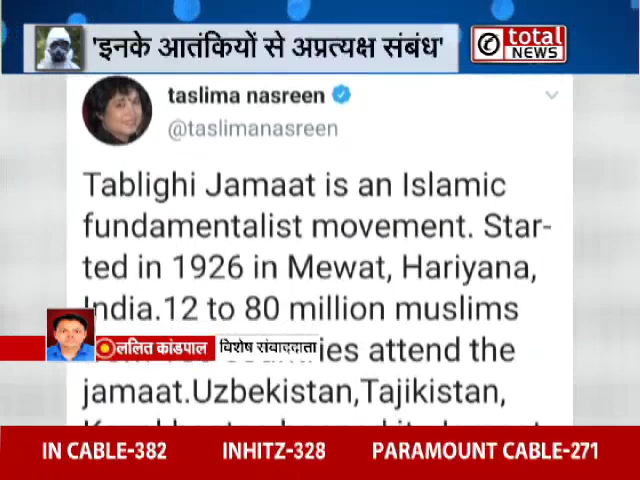 'इनके आतंकियों से अप्रत्यक्ष संबंध'
total
NEWS
taslima nasreen
@taslimanasreen
Tablighi Jamaat is an Islamic
fundamentalist movement. Star-
ted in 1926 in Mewat, Hariyana,
India.12 to 80 million muslims
ies attend the
jamaat.Uzbekistan,Tajikistan,
ललित कांडपाल
विशेष संवाददाता
IN CABLE-382 INHITZ-328 PARAMOUNT CABLE-271